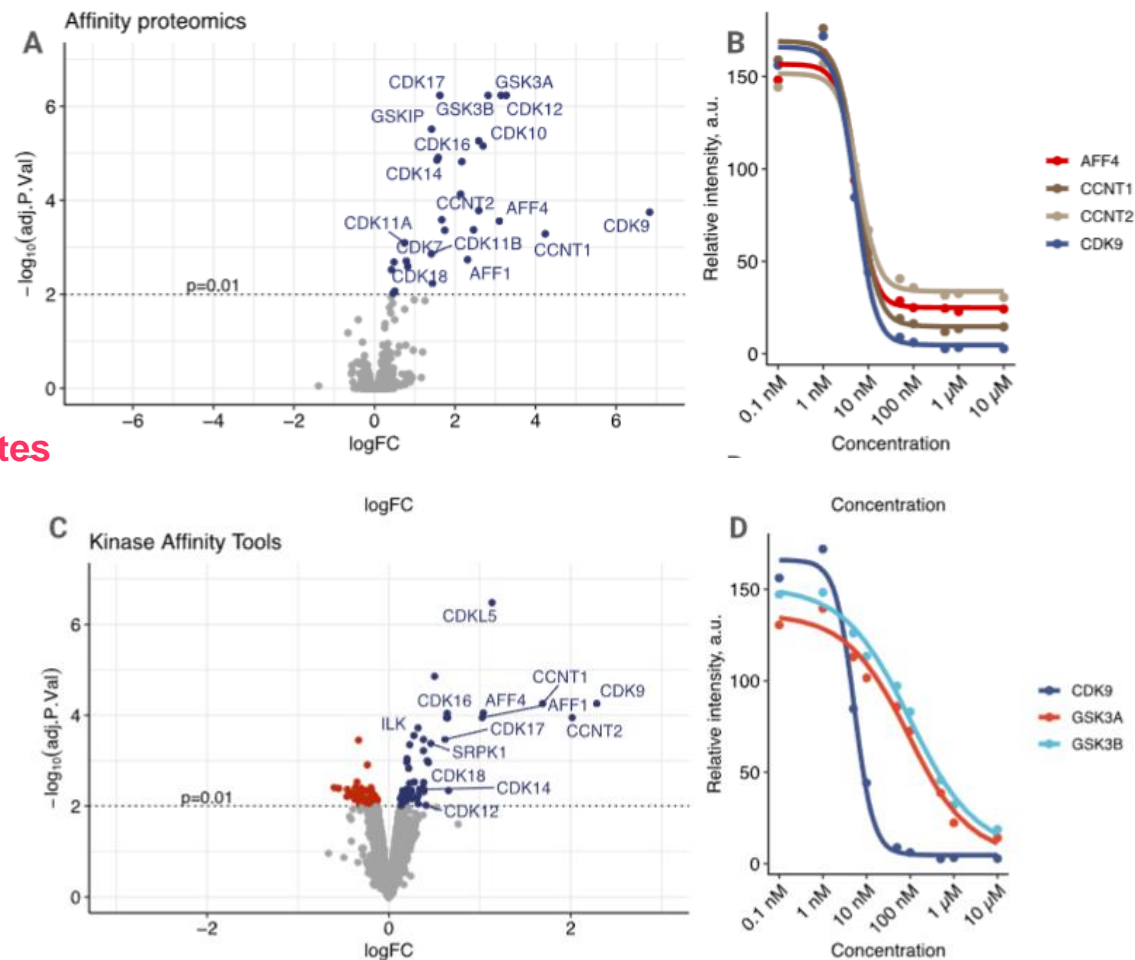 A
Affinity proteomics
−log10(adj.P.Val)
6
4
2
0
CDK17
GSK3A
GSK3B
CDK12
GSKIP
CDK10
CDK16
CDK14
CCNT2
AFF4
CDK9
CDK11A
CDK7
CDK11B
CCNT1
CDK18
AFF1
p=0.01
−6
−4
−2
0
2
4
6
logFC
B
Relative intensity, a.u.
150
100
50
0
0.1 nM
1 nM
10 nM
100 nM
1 µM
10 µM
Concentration
AFF4
CCNT1
CCNT2
CDK9
tes
logFC
Concentration
C
Kinase Affinity Tools
−log10(adj.P.Val)
6
4
2
0
CDKL5
CCNT1
CDK9
CDK16
AFF4
AFF1
ILK
CDK17
CCNT2
SRPK1
CDK18
CDK14
CDK12
p=0.01
−2
0
2
logFC
D
Relative intensity, a.u.
150
100
50
0
0.1 nM
1 nM
10 nM
100 nM
1 µM
10 µM
Concentration
CDK9
GSK3A
GSK3B